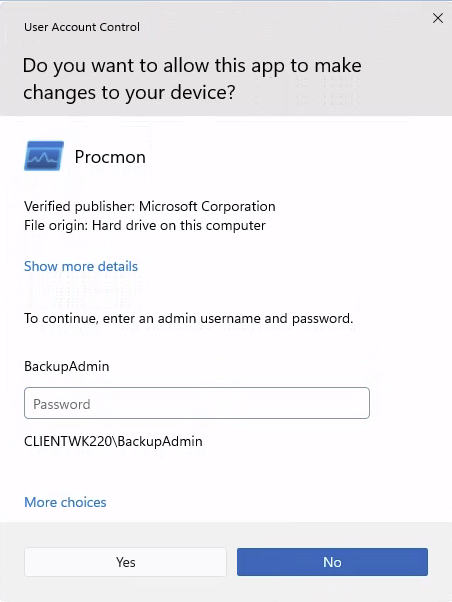 User Account Control
Do you want to allow this app to make
changes to your device?
Procmon
Verified publisher: Microsoft Corporation
File origin: Hard drive on this computer
Show more details
To continue, enter an admin username and password.
BackupAdmin
Password
CLIENTWK220\BackupAdmin
More choices
Yes
No